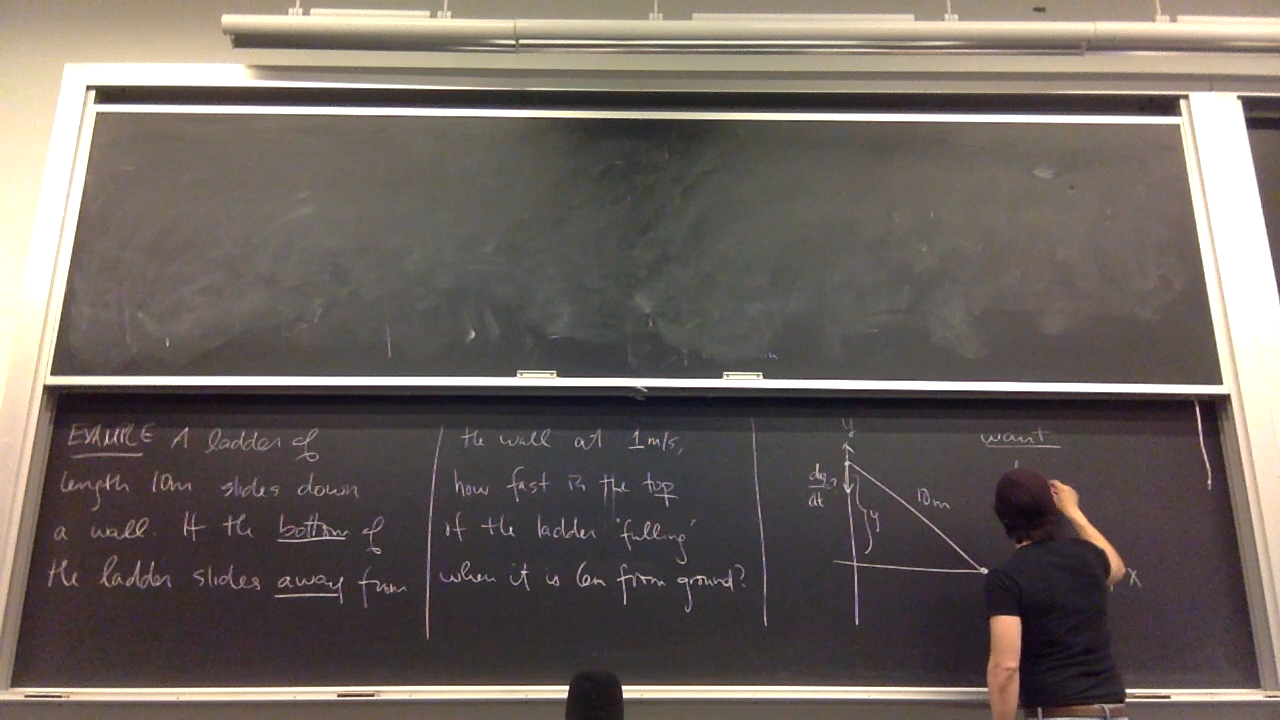 EXAMPLE A ladder of
length 10m slides down
a wall. If the bottom of
the ladder slides away from
the wall at 1m/s,
how fast is the top
of the ladder "falling"
when it is 6m from ground?
y
dy
dt
?
y
10m
x
want